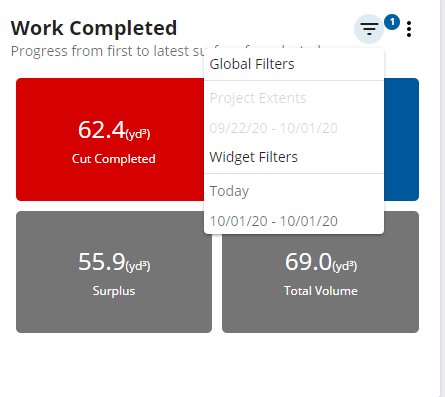 Work Completed
1
Progress from first to latest
Global Filters
Project Extents
09/22/20 - 10/01/20
Widget Filters
Today
10/01/20 - 10/01/20
62.4(yd³)
Cut Completed
55.9(yd³)
Surplus
69.0(yd³)
Total Volume